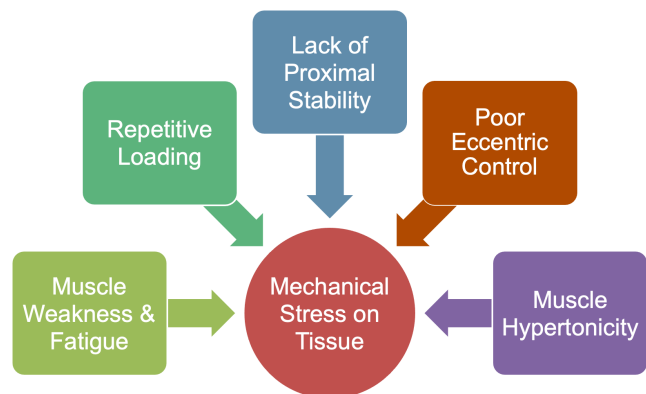 Lack of
Proximal
Stability
Repetitive
Loading
Poor
Eccentric
Control
Muscle
Weakness &
Fatigue
Mechanical
Stress on
Tissue
Muscle
Hypertonicity